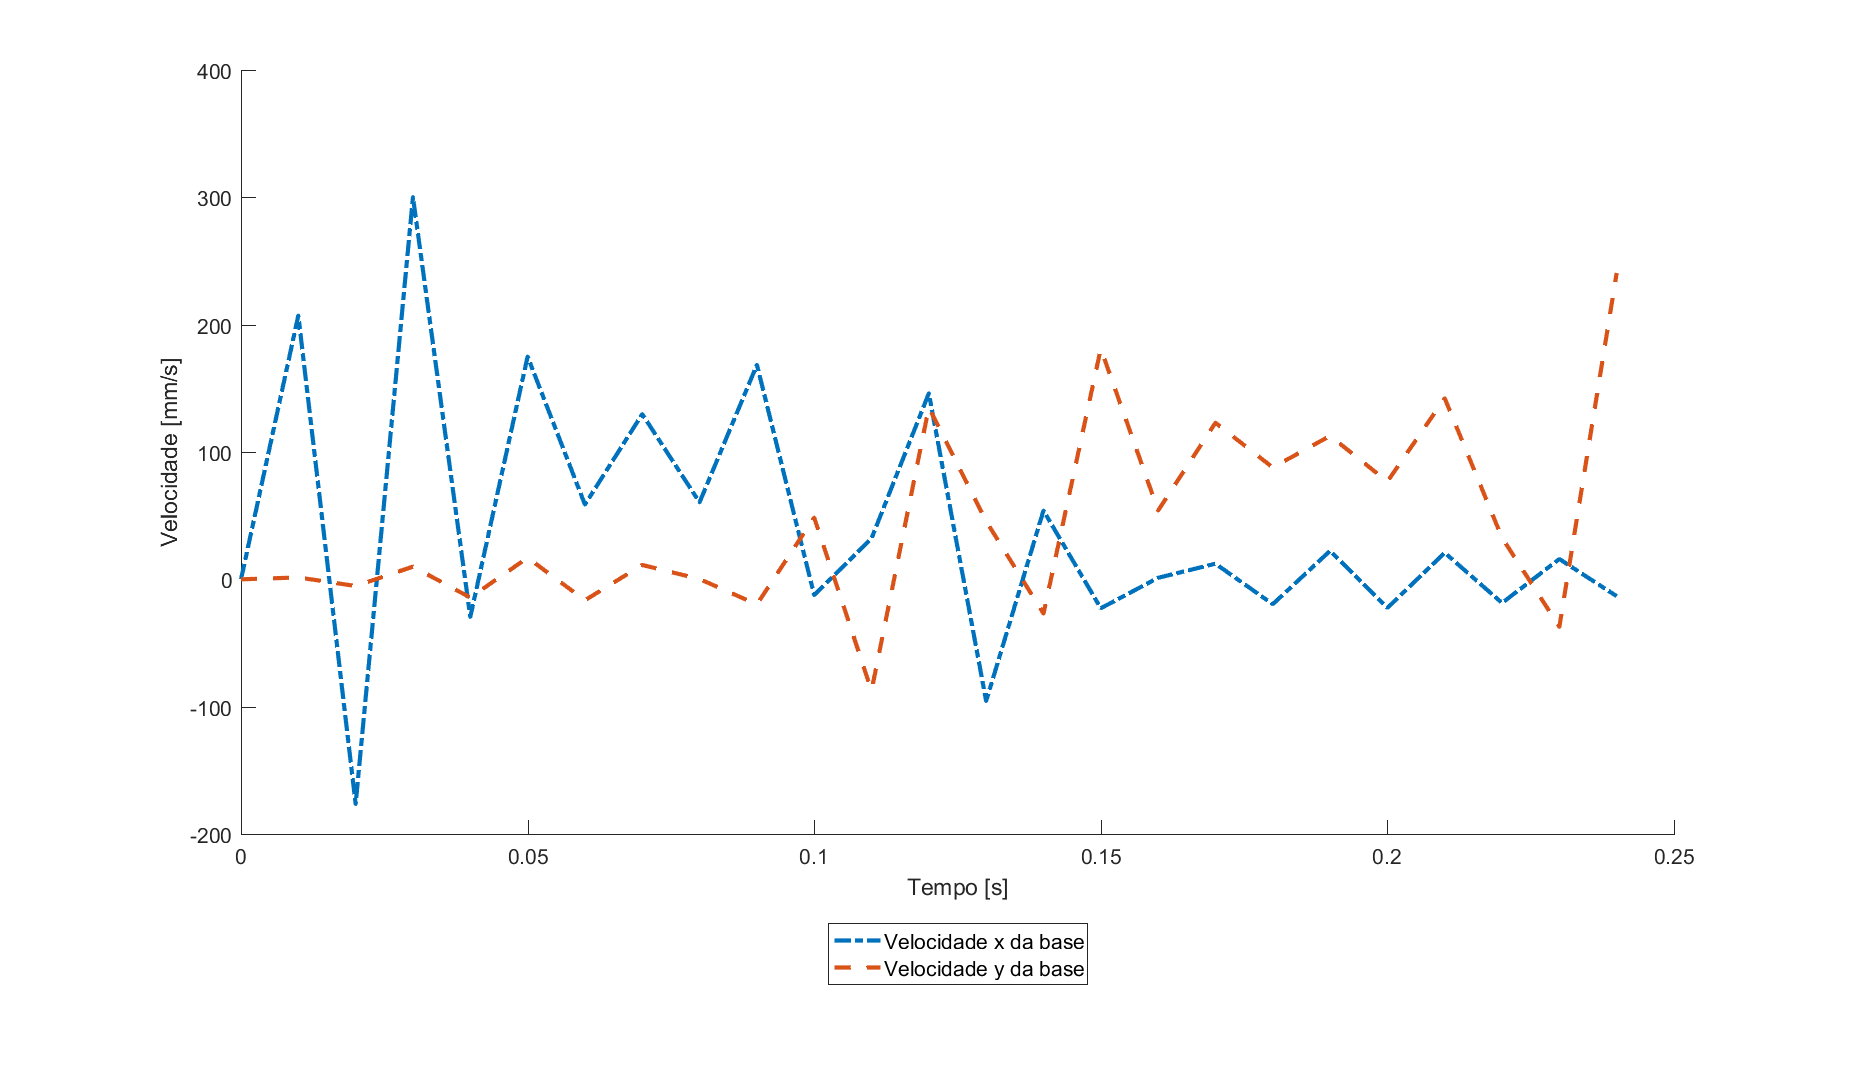 400
300
200
100
0
-100
-200
Velocidade [mm/s]
0 0.05 0.1 0.15 0.2 0.25
Tempo [s]
Velocidade x da base
Velocidade y da base